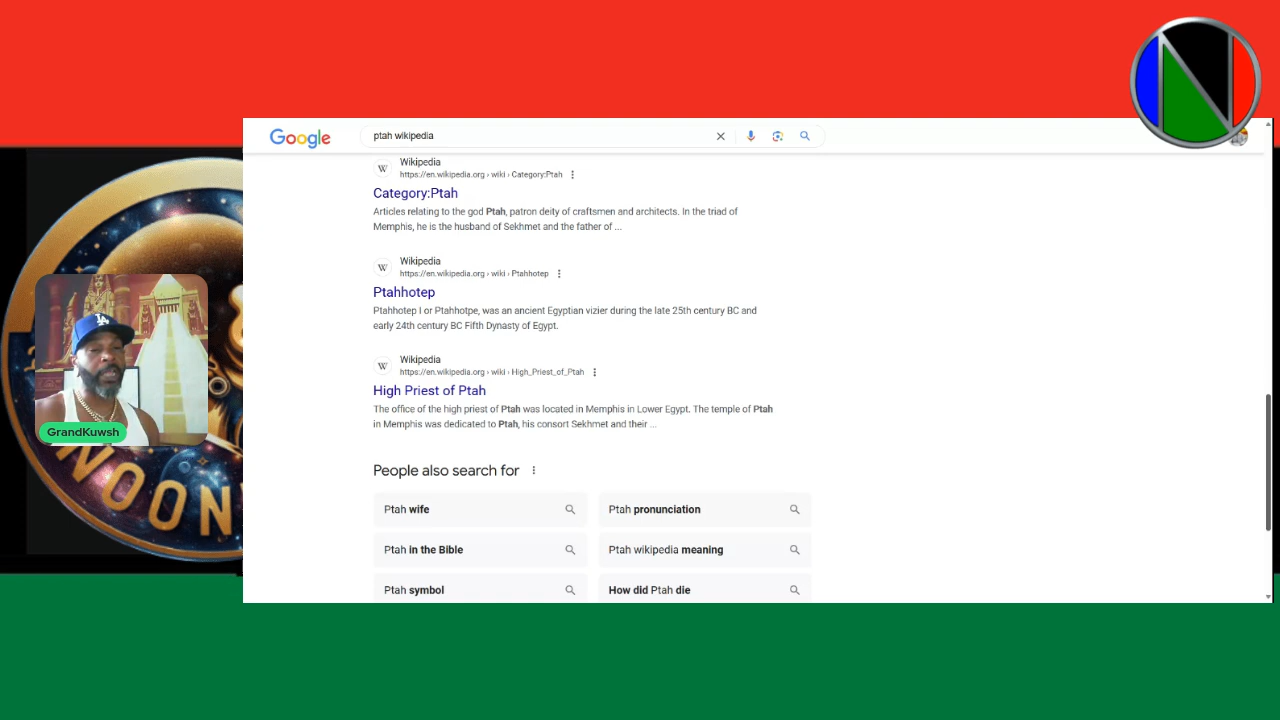 Google
ptah wikipedia
Wikipedia
https://en.wikipedia.org › wiki › Category:Ptah
Category:Ptah
Articles relating to the god Ptah, patron deity of craftsmen and architects. In the triad of
Memphis, he is the husband of Sekhmet and the father of ...
Wikipedia
https://en.wikipedia.org › wiki › Ptahhotep
Ptahhotep
Ptahhotep I or Ptahhotpe, was an ancient Egyptian vizier during the late 25th century BC and
early 24th century BC Fifth Dynasty of Egypt.
Wikipedia
https://en.wikipedia.org › wiki › High_Priest_of_Ptah
High Priest of Ptah
The office of the high priest of Ptah was located in Memphis in Lower Egypt. The temple of Ptah
in Memphis was dedicated to Ptah, his consort Sekhmet and their ...
People also search for
Ptah wife
Ptah pronunciation
Ptah in the Bible
Ptah wikipedia meaning
Ptah symbol
How did Ptah die
LA
GrandKuwsh
NOON
N